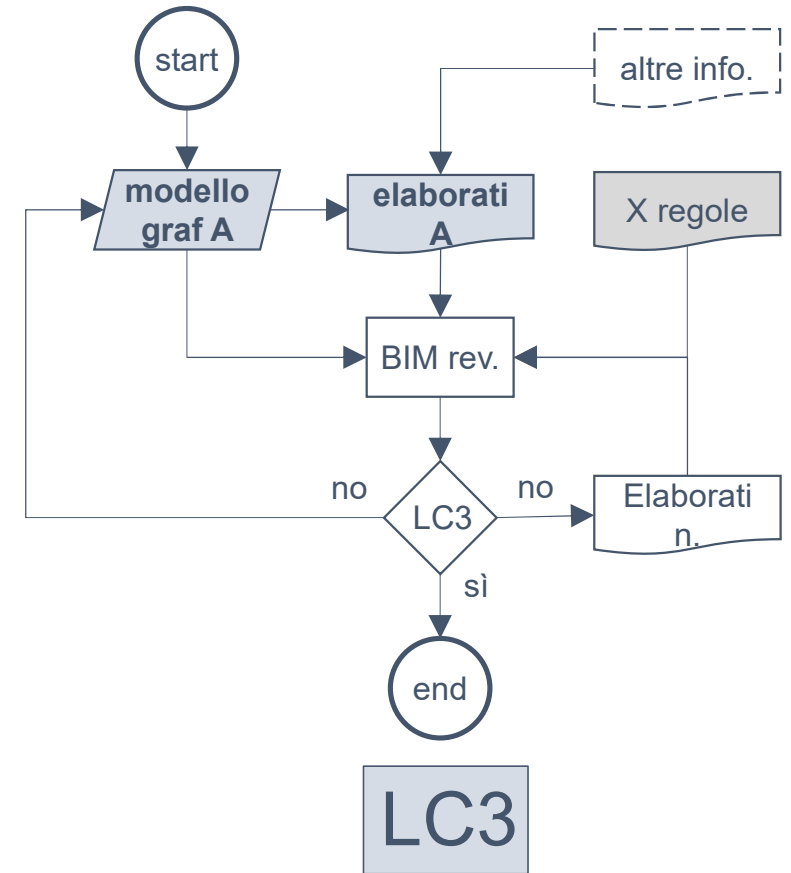 start
altre info.
modello
graf A
elaborati
A
X regole
BIM rev.
no
LC3
no
Elaborati
n.
sì
end
LC3